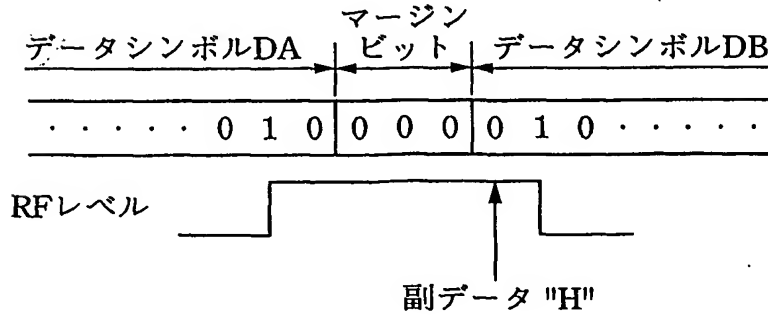 マージン
データシンボルDA ビット データシンボルDB
· · · · · 0 1 0 0 0 0 0 1 0 · · · · ·
RFレベル
副データ "H"